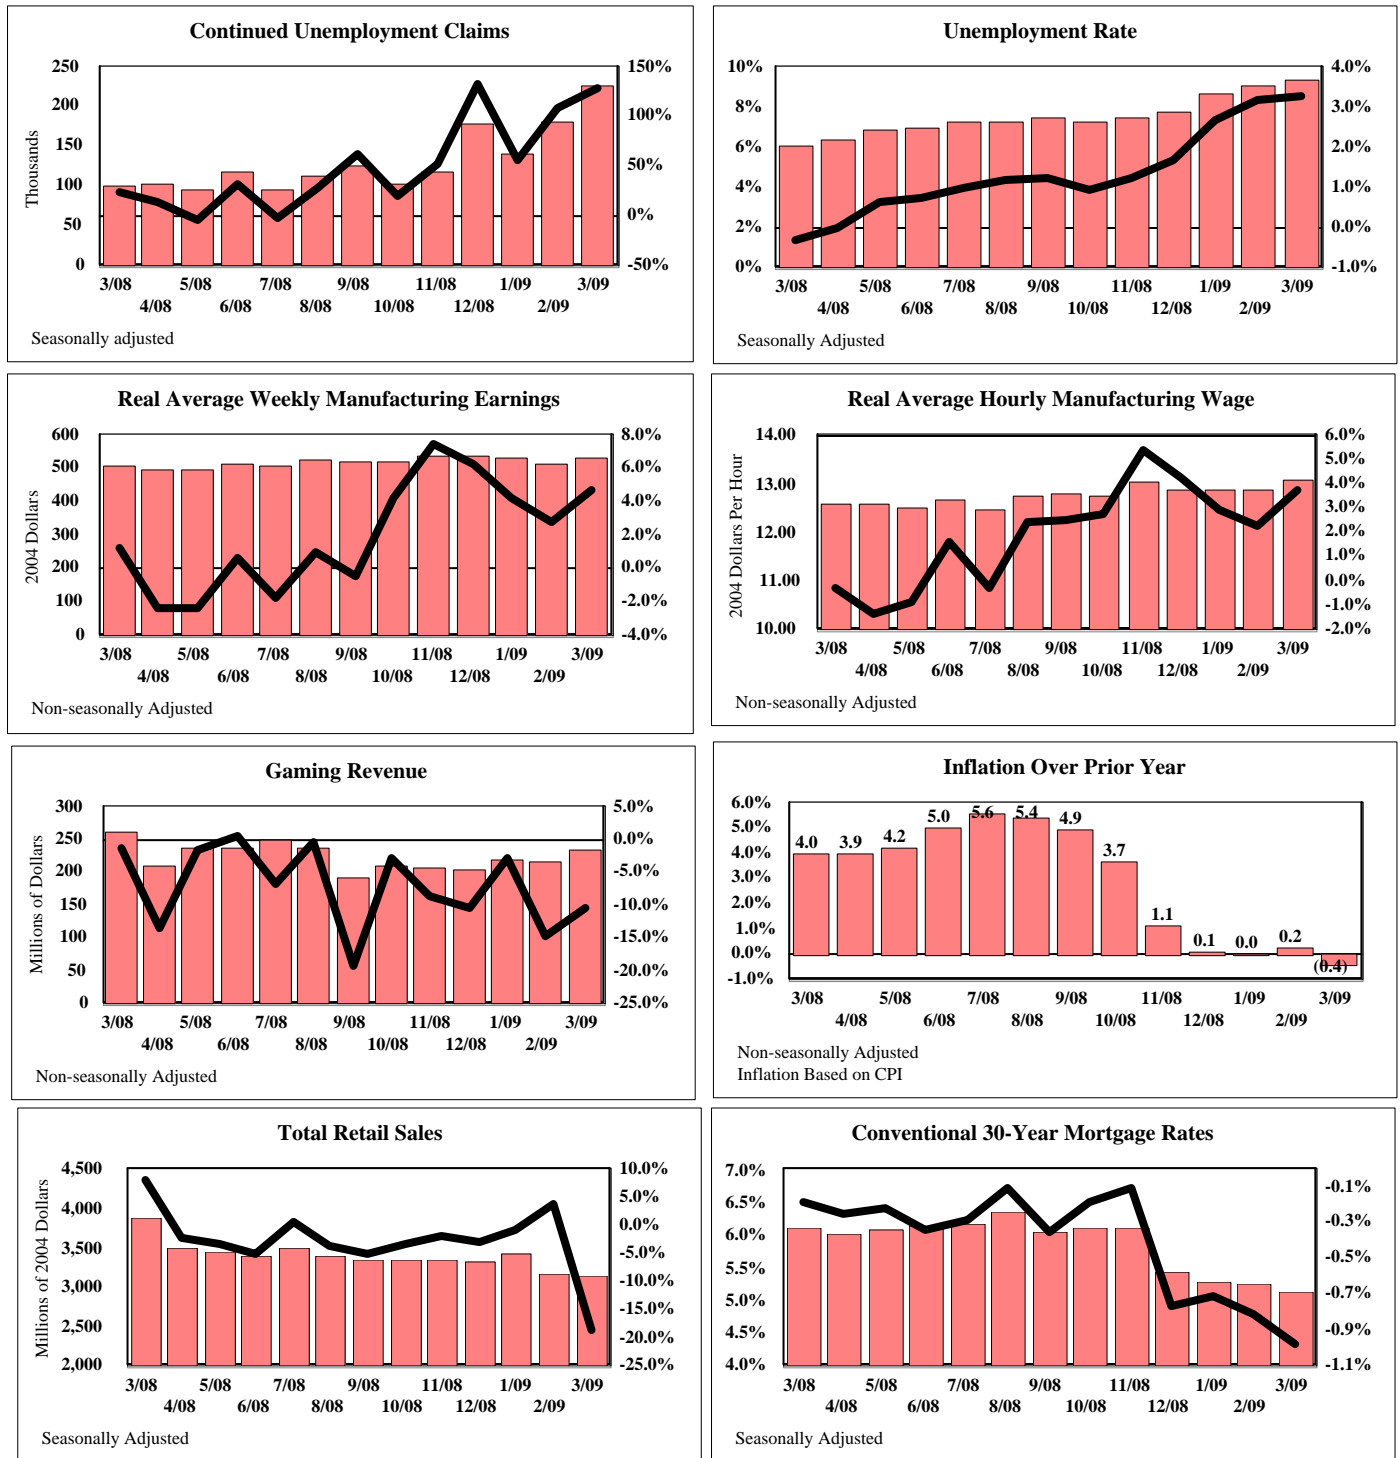 Continued Unemployment Claims
250
200
150
100
50
0
Thousands
150%
100%
50%
0%
-50%
3/08 5/08 7/08 9/08 11/08 1/09 3/09
4/08 6/08 8/08 10/08 12/08 2/09
Seasonally adjusted
Unemployment Rate
10%
8%
6%
4%
2%
0%
4.0%
3.0%
2.0%
1.0%
0.0%
-1.0%
3/08 5/08 7/08 9/08 11/08 1/09 3/09
4/08 6/08 8/08 10/08 12/08 2/09
Seasonally Adjusted
Real Average Weekly Manufacturing Earnings
600
500
400
300
200
100
0
2004 Dollars
8.0%
6.0%
4.0%
2.0%
0.0%
-2.0%
-4.0%
3/08 5/08 7/08 9/08 11/08 1/09 3/09
4/08 6/08 8/08 10/08 12/08 2/09
Non-seasonally Adjusted
Real Average Hourly Manufacturing Wage
14.00
13.00
12.00
11.00
10.00
2004 Dollars Per Hour
6.0%
5.0%
4.0%
3.0%
2.0%
1.0%
0.0%
-1.0%
-2.0%
3/08 5/08 7/08 9/08 11/08 1/09 3/09
4/08 6/08 8/08 10/08 12/08 2/09
Non-seasonally Adjusted
Gaming Revenue
300
250
200
150
100
50
0
Millions of Dollars
5.0%
0.0%
-5.0%
-10.0%
-15.0%
-20.0%
-25.0%
3/08 5/08 7/08 9/08 11/08 1/09 3/09
4/08 6/08 8/08 10/08 12/08 2/09
Non-seasonally Adjusted
Inflation Over Prior Year
6.0%
5.0%
4.0%
3.0%
2.0%
1.0%
0.0%
-1.0%
4.0 3.9 4.2 5.0 5.6 5.4 4.9 3.7 1.1 0.1 0.0 0.2 (0.4)
3/08 5/08 7/08 9/08 11/08 1/09 3/09
4/08 6/08 8/08 10/08 12/08 2/09
Non-seasonally Adjusted
Inflation Based on CPI
Total Retail Sales
4,500
4,000
3,500
3,000
2,500
2,000
Millions of 2004 Dollars
10.0%
5.0%
0.0%
-5.0%
-10.0%
-15.0%
-20.0%
-25.0%
3/08 5/08 7/08 9/08 11/08 1/09 3/09
4/08 6/08 8/08 10/08 12/08 2/09
Seasonally Adjusted
Conventional 30-Year Mortgage Rates
7.0%
6.5%
6.0%
5.5%
5.0%
4.5%
4.0%
-0.1%
-0.3%
-0.5%
-0.7%
-0.9%
-1.1%
3/08 5/08 7/08 9/08 11/08 1/09 3/09
4/08 6/08 8/08 10/08 12/08 2/09
Seasonally Adjusted